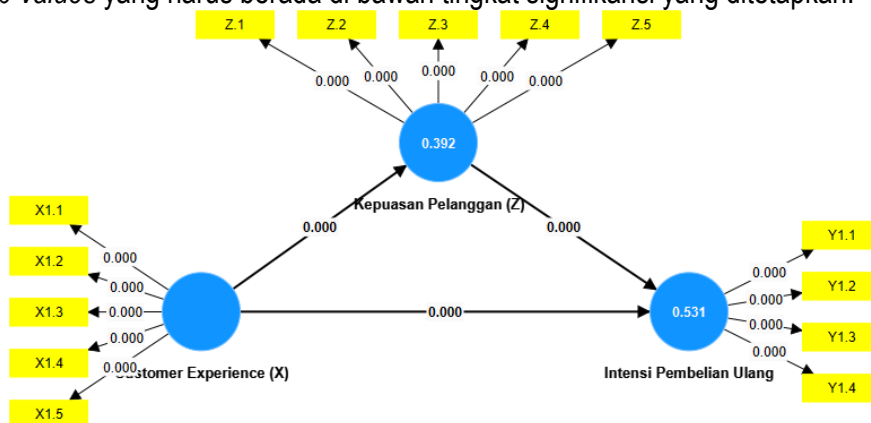 values yang harus berada di bawah tingkat signifikansi yang ditetapkan.
Z.1 Z.2 Z.3 Z.4 Z.5
0.000 0.000 0.000 0.000 0.000
0.392
Kepuasan Pelanggan (Z)
0.000 0.000
X1.1
X1.2
X1.3
X1.4
X1.5
0.000
0.000
0.000
0.000
0.000
Customer Experience (X)
0.000
0.531
Intensi Pembelian Ulang
0.000
0.000
0.000
0.000
Y1.1
Y1.2
Y1.3
Y1.4